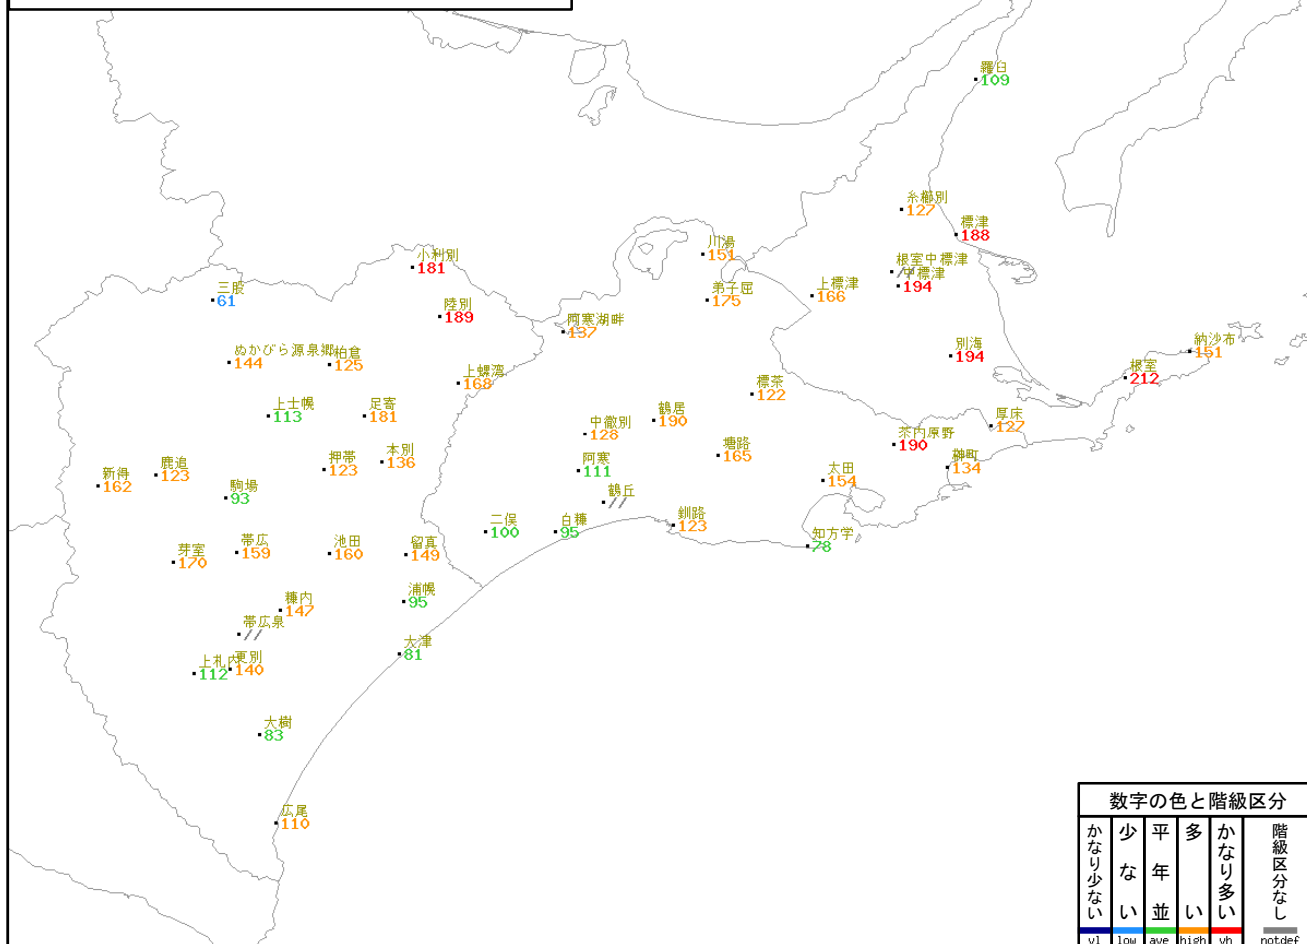 羅臼
109
糸櫛別
127
標津
188
川湯
151
根室中標津
//
中標津
194
小利別
181
弟子屈
175
上標津
166
三股
61
陸別
189
阿寒湖畔
137
別海
194
納沙布
151
ぬかびら源泉郷
144
柏倉
125
根室
212
上螺湾
168
標茶
122
上士幌
113
足寄
181
鶴居
190
厚床
127
中徹別
128
茶内原野
190
本別
136
押帯
123
塘路
165
榊町
134
鹿追
123
新得
162
阿寒
111
太田
154
駒場
93
鶴丘
//
二俣
100
白糠
95
釧路
123
知方学
78
帯広
159
池田
160
留真
149
芽室
170
浦幌
95
糠内
147
帯広泉
//
大津
81
上札内
112
更別
140
大樹
83
広尾
110
数字の色と階級区分
かなり少ない
少ない
平年並
多い
かなり多い
階級区分なし
vl low ave high vh notdef